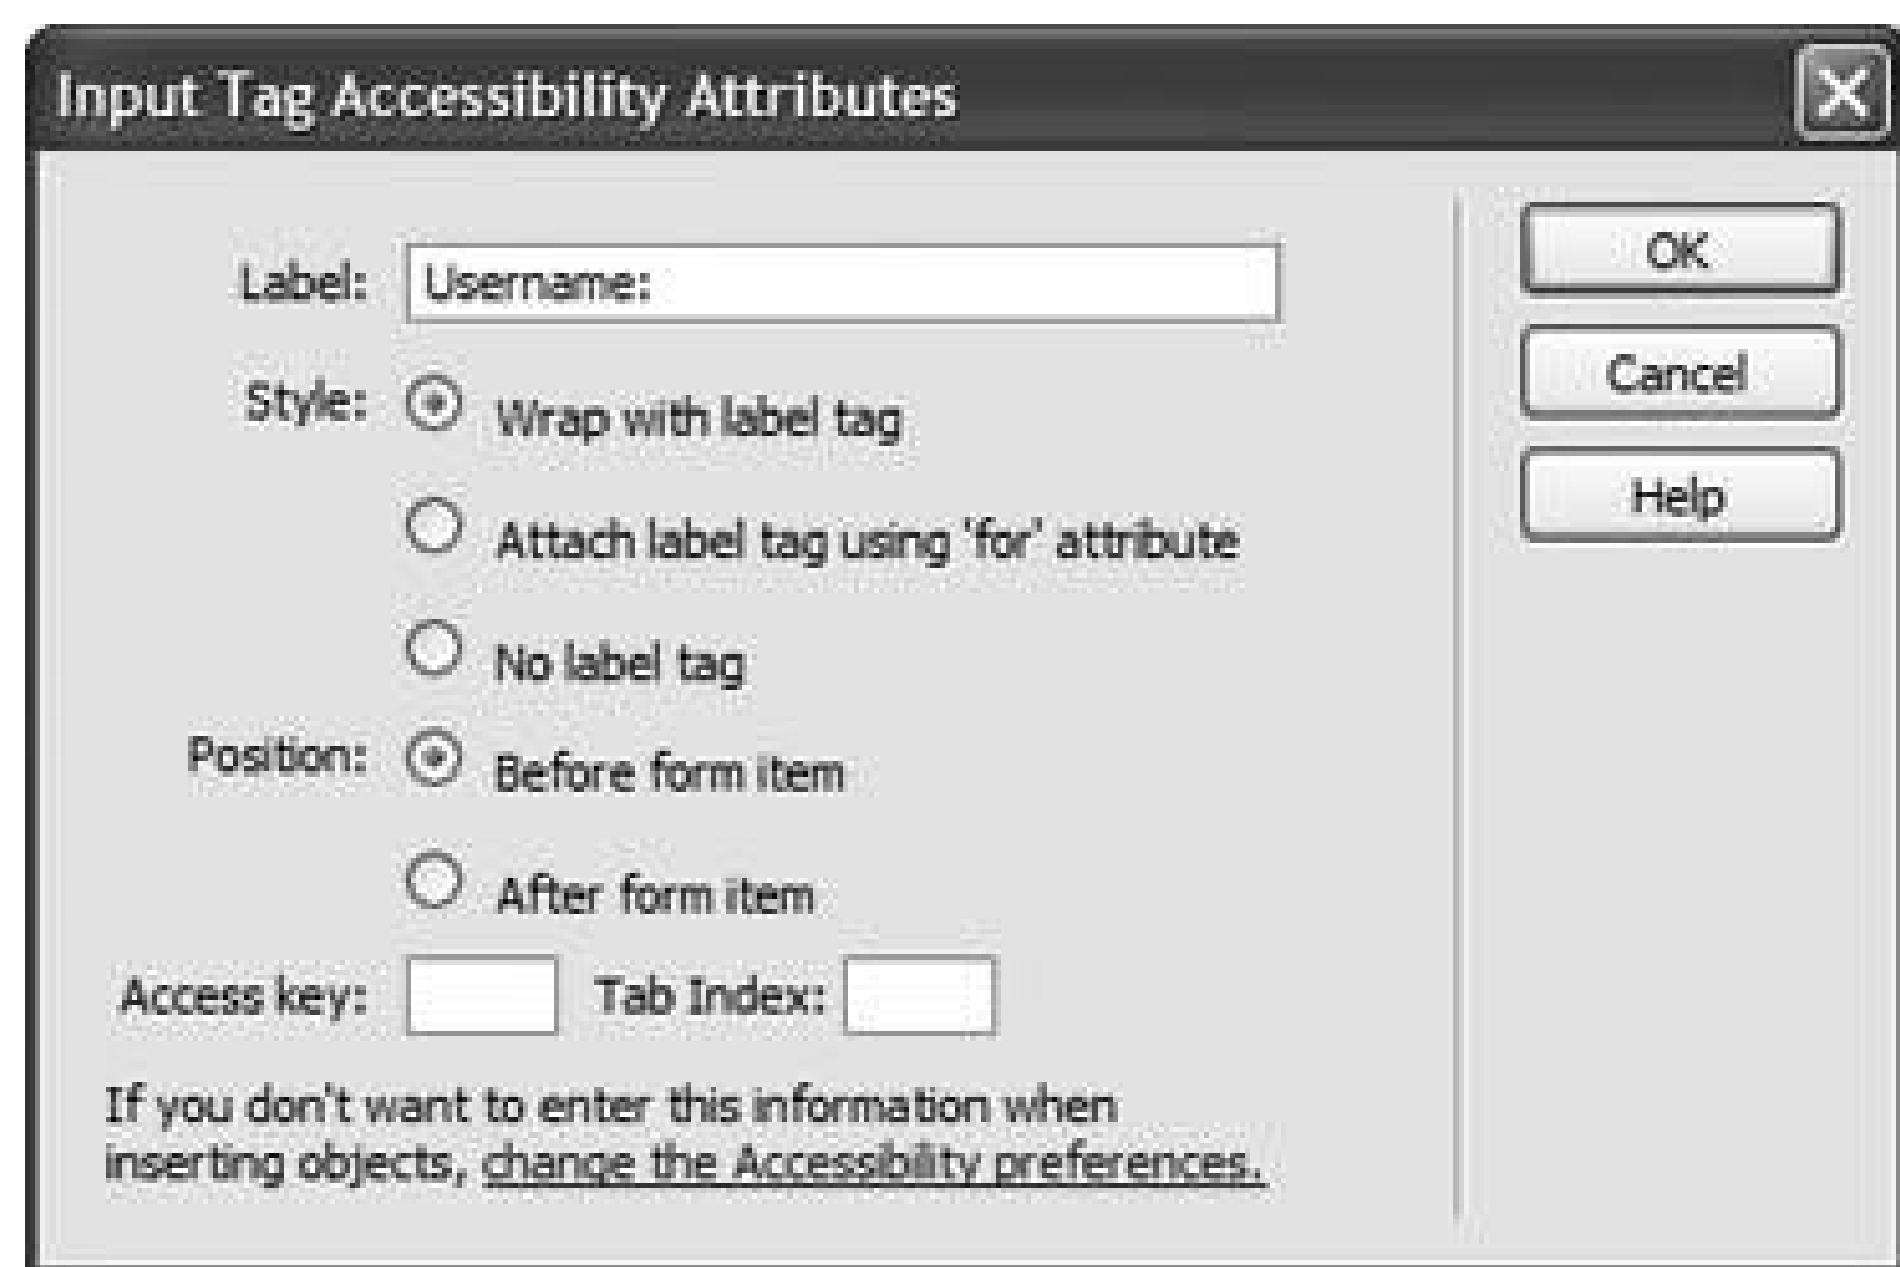 Input Tag Accessibility Attributes
Label: Username:
OK
Cancel
Help
Style: Wrap with label tag
Attach label tag using 'for' attribute
No label tag
Position: Before form item
After form item
Access key: Tab Index:
If you don't want to enter this information when
inserting objects, change the Accessibility preferences.